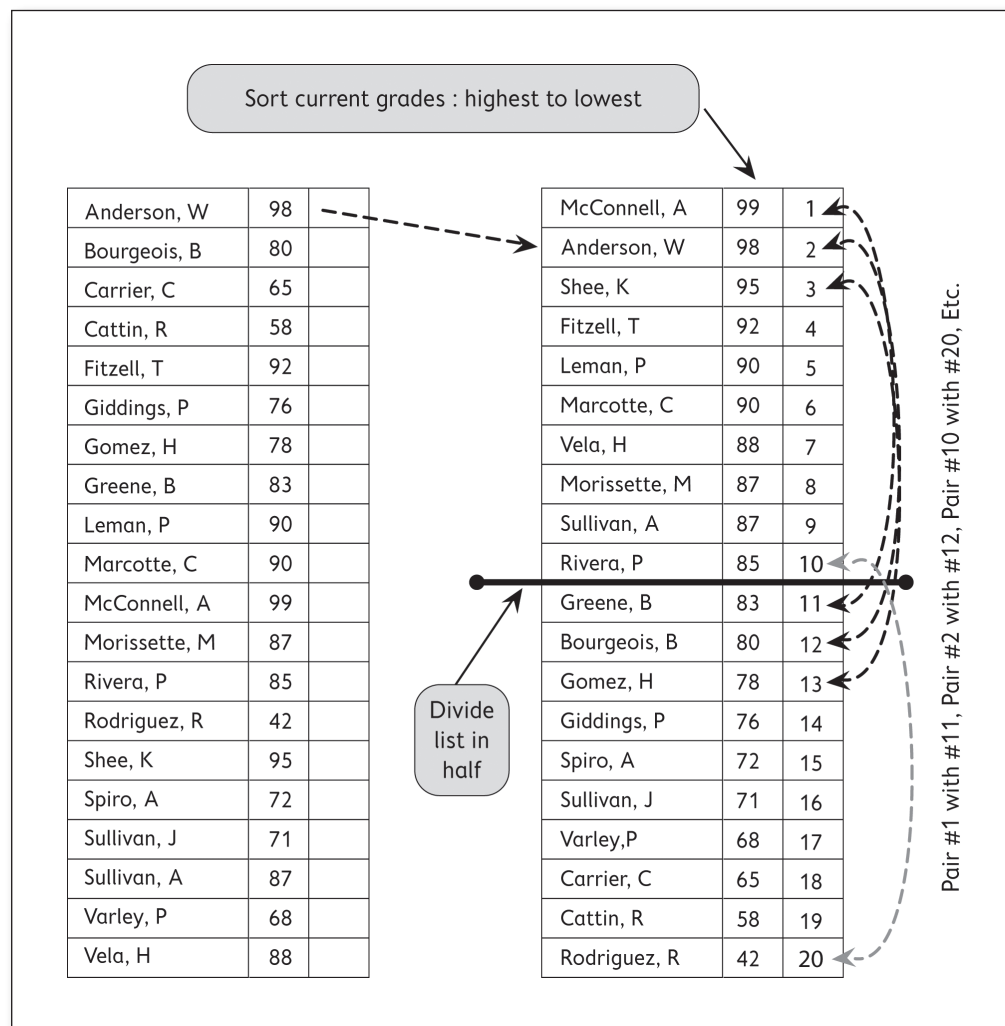 Sort current grades : highest to lowest
Anderson, W 98
Bourgeois, B 80
Carrier, C 65
Cattin, R 58
Fitzell, T 92
Giddings, P 76
Gomez, H 78
Greene, B 83
Leman, P 90
Marcotte, C 90
McConnell, A 99
Morissette, M 87
Rivera, P 85
Rodriguez, R 42
Shee, K 95
Spiro, A 72
Sullivan, J 71
Sullivan, A 87
Varley, P 68
Vela, H 88
Divide
list in
half
McConnell, A 99 1
Anderson, W 98 2
Shee, K 95 3
Fitzell, T 92 4
Leman, P 90 5
Marcotte, C 90 6
Vela, H 88 7
Morissette, M 87 8
Sullivan, A 87 9
Rivera, P 85 10
Greene, B 83 11
Bourgeois, B 80 12
Gomez, H 78 13
Giddings, P 76 14
Spiro, A 72 15
Sullivan, J 71 16
Varley,P 68 17
Carrier, C 65 18
Cattin, R 58 19
Rodriguez, R 42 20
Pair #1 with #11, Pair #2 with #12, Pair #10 with #20, Etc.